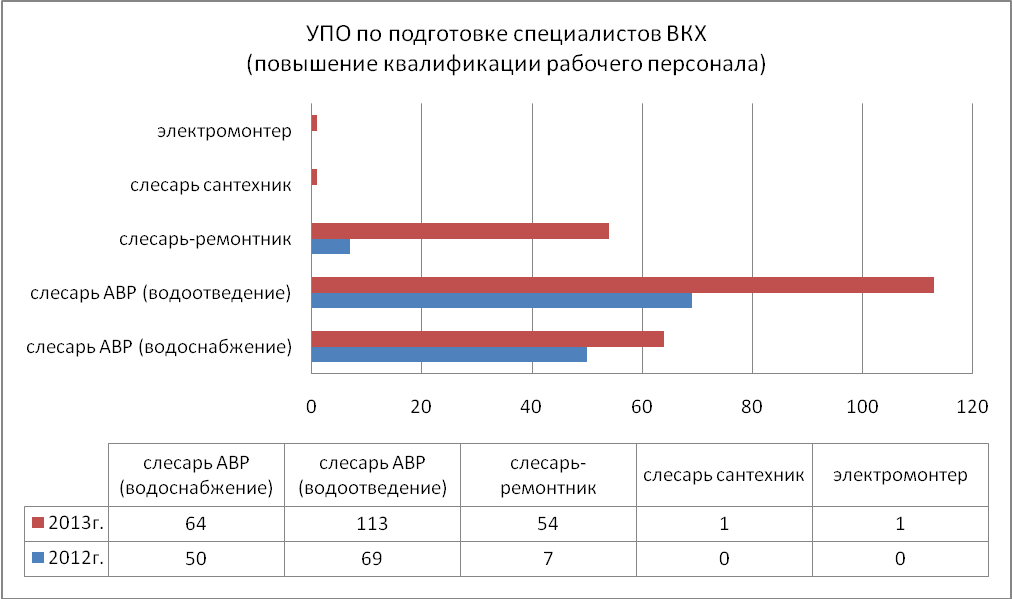 УПО по подготовке специалистов ВКХ
(повышение квалификации рабочего персонала)
электромонтер
слесарь сантехник
слесарь-ремонтник
слесарь АВР (водоотведение)
слесарь АВР (водоснабжение)
0 20 40 60 80 100 120
слесарь АВР (водоснабжение) слесарь АВР (водоотведение) слесарь-ремонтник слесарь сантехник электромонтер
2013г. 64 113 54 1 1
2012г. 50 69 7 0 0